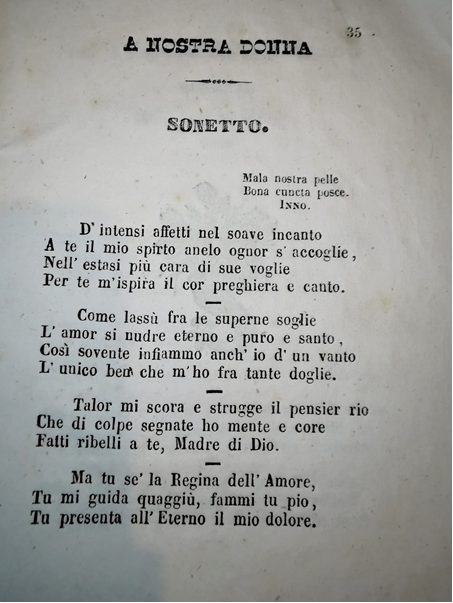 35
A NOSTRA DONNA
SONETTO.
Mala nostra pelle
Bona cuncta posce.
INNO.
D' intensi affetti nel soave incanto
A te il mio spirto anelo ognor s' accoglie,
Nell' estasi più cara di sue voglie
Per te m'ispira il cor preghiera e canto.
Come lassù fra le superne soglie
L' amor si nudre eterno e puro e santo,
Così sovente infiammo anch' io d' un vanto
L' unico ben che m'ho fra tante doglie.
Talor mi scora e strugge il pensier rio
Che di colpe segnate ho mente e core
Fatti ribelli a te, Madre di Dio.
Ma tu se' la Regina dell' Amore,
Tu mi guida quaggiù, fammi tu pio,
Tu presenta all' Eterno il mio dolore.